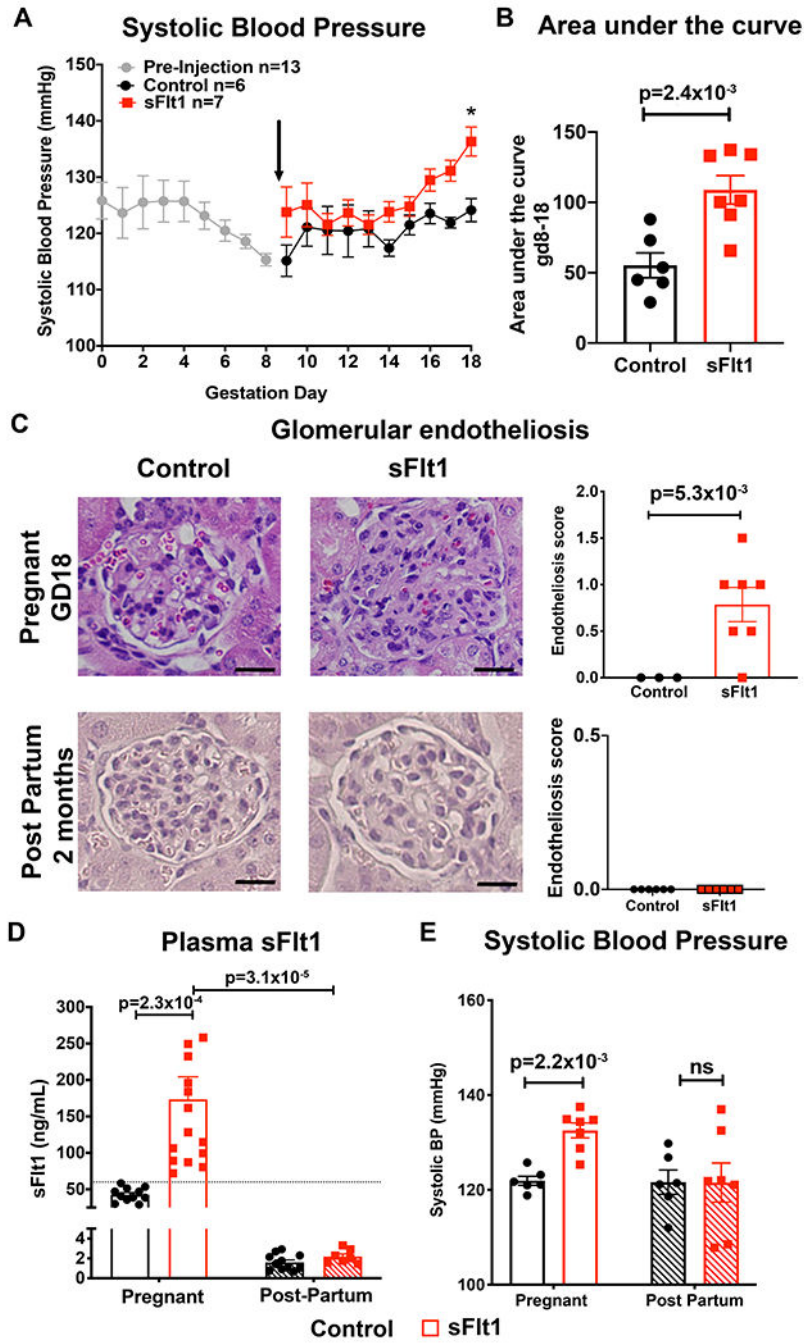 A
Systolic Blood Pressure
Pre-Injection n=13
Control n=6
sFlt1 n=7
*
Systolic Blood Pressure (mmHg)
150
140
130
120
110
100
0 2 4 6 8 10 12 14 16 18
Gestation Day
B
Area under the curve
p=2.4x10-3
Area under the curve
gd8-18
150
100
50
0
Control sFlt1
C
Glomerular endotheliosis
Control sFlt1
Pregnant
GD18
p=5.3x10-3
Endotheliosis score
2.0
1.5
1.0
0.5
0.0
Control sFlt1
Post Partum
2 months
Endotheliosis score
0.5
0.0
Control sFlt1
D
Plasma sFlt1
p=3.1x10-5
p=2.3x10-4
sFlt1 (ng/mL)
300
250
200
150
100
50
4
2
0
Pregnant Post-Partum
E
Systolic Blood Pressure
p=2.2x10-3
ns
Systolic BP (mmHg)
160
140
120
100
Pregnant Post Partum
Control sFlt1